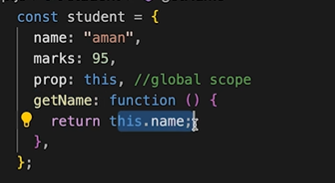 const student = {
name: "aman",
marks: 95,
prop: this, //global scope
getName: function () {
return this.name;
},
};